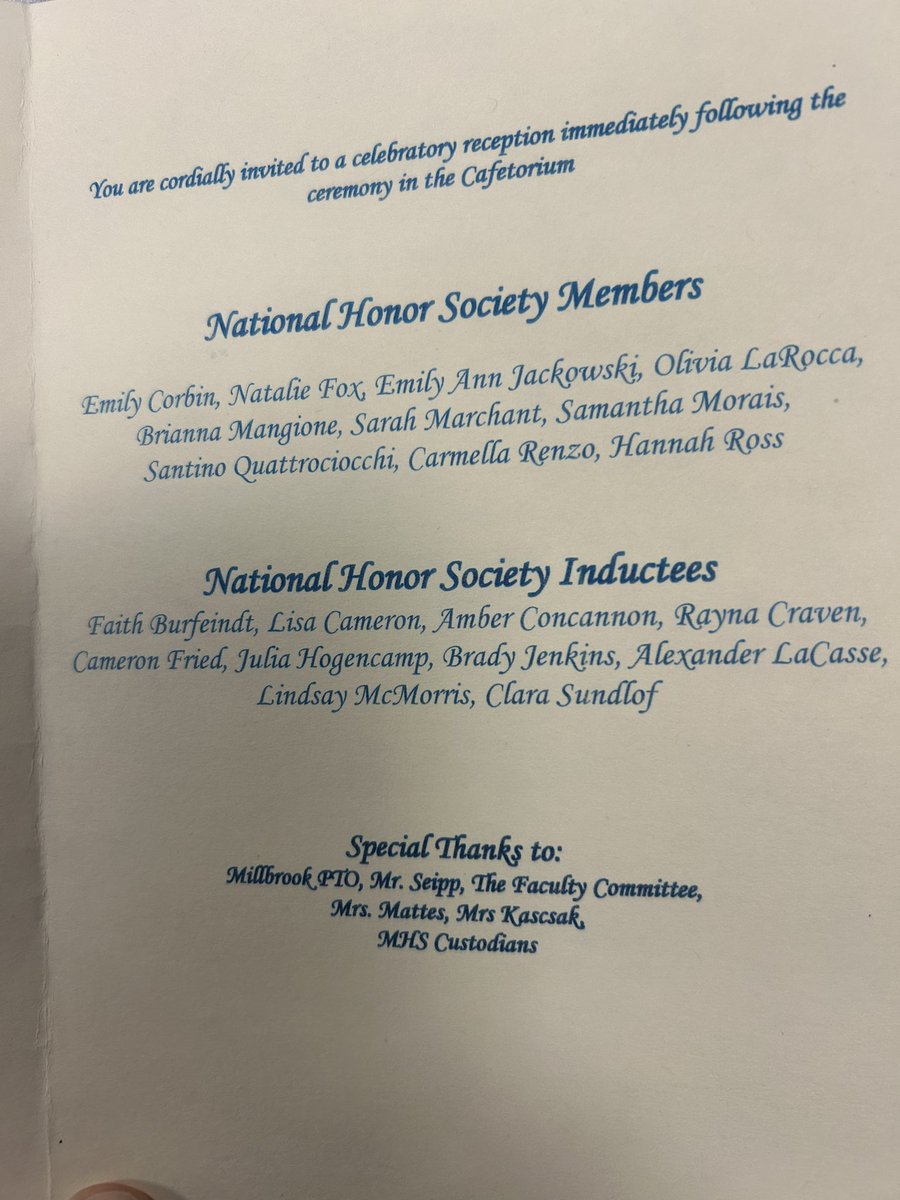 You are cordially invited to a celebratory reception immediately following the
ceremony in the Cafetorium
National Honor Society Members
Emily Corbin, Natalie Fox, Emily Ann Jackowski, Olivia LaRocca,
Brianna Mangione, Sarah Marchant, Samantha Morais,
Santino Quattrociocchi, Carmella Renzo, Hannah Ross
National Honor Society Inductees
Faith Burfeindt, Lisa Cameron, Amber Concannon, Rayna Craven,
Cameron Fried, Julia Hogencamp, Brady Jenkins, Alexander LaCasse,
Lindsay McMorris, Clara Sundlof
Special Thanks to:
Millbrook PTO, Mr. Seipp, The Faculty Committee,
Mrs. Mattes, Mrs Kascsak,
MHS Custodians